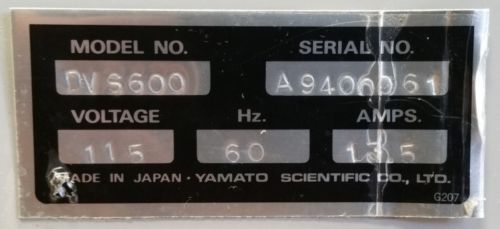 MODEL NO. SERIAL NO.
DVS600 A9406061
VOLTAGE Hz. AMPS.
115 60 13.5
MADE IN JAPAN · YAMATO SCIENTIFIC CO., LTD.
G207